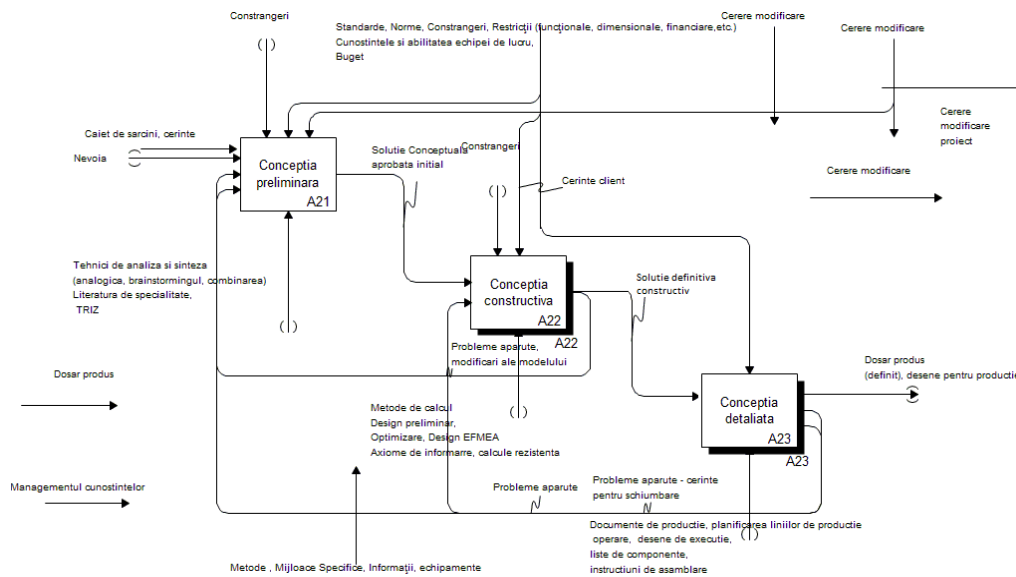 Constrangeri
Standarde, Norme, Constrangeri, Restricții (funcționale, dimensionale, financiare,etc.)
Cunostintele si abilitatea echipei de lucru,
Buget
Cerere modificare
Cerere modificare
Cerere
modificare
proiect
Caiet de sarcini, cerinte
Nevoia
Conceptia
preliminara
A21
Solutie Conceptuala
aprobata initial
Constrangeri
Cerinte client
Cerere modificare
Tehnici de analiza si sinteza
(analogica, brainstormingul, combinarea)
Literatura de specialitate,
TRIZ
Conceptia
constructiva
A22
A22
Solutie definitiva
constructiv
Probleme aparute,
modificari ale modelului
Dosar produs
Dosar produs
(definit), desene pentru productie
Conceptia
detaliata
A23
A23
Metode de calcul
Design preliminar,
Optimizare, Design EFMEA
Axiome de informarre, calcule rezistenta
Managementul cunostintelor
Probleme aparute
Probleme aparute - cerinte
pentru schiumbare
Documente de productie, planificarea liniilor de productie
operare, desene de executie,
liste de componente,
instructiuni de asamblare
Metode , Mijloace Specifice, Informații, echipamente